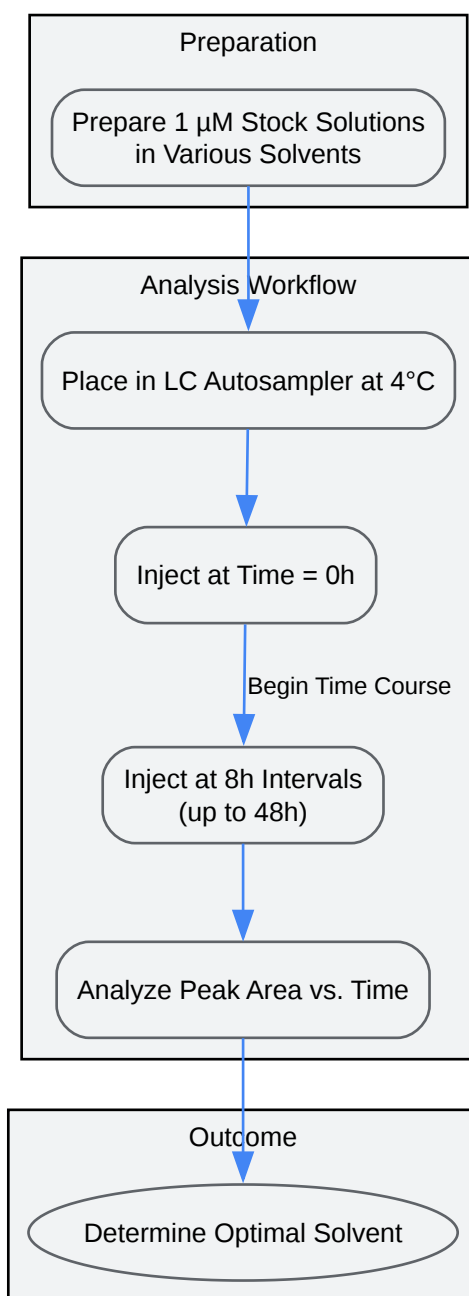 Preparation
Prepare 1 µM Stock Solutions
in Various Solvents
Analysis Workflow
Place in LC Autosampler at 4°C
Inject at Time = 0h
Begin Time Course
Inject at 8h Intervals
(up to 48h)
Analyze Peak Area vs. Time
Outcome
Determine Optimal Solvent